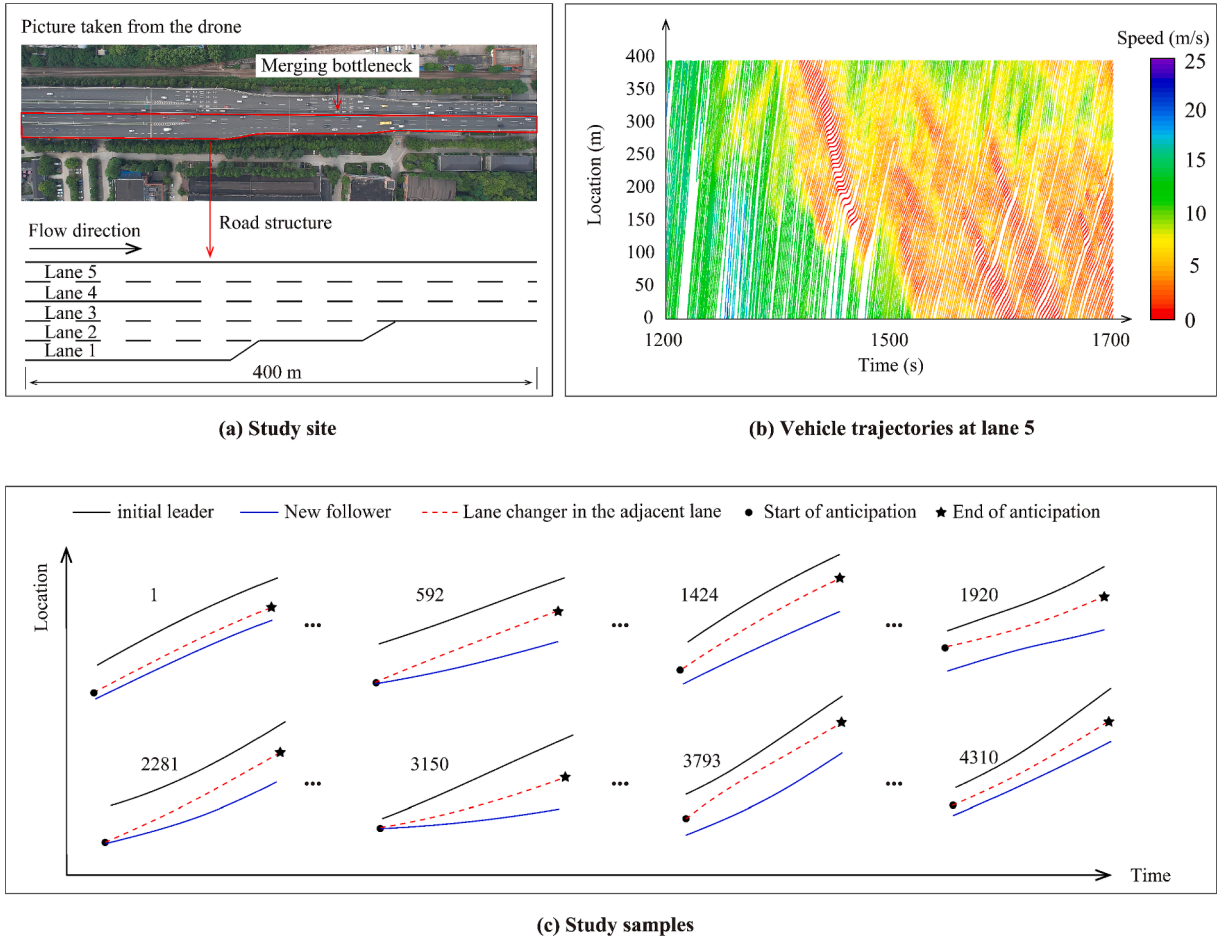 Picture taken from the drone
Merging bottleneck
Road structure
Flow direction
Lane 5
Lane 4
Lane 3
Lane 2
Lane 1
400 m
(a) Study site
Speed (m/s)
Location (m)
400
350
300
250
200
150
100
50
0
1200
1500
1700
Time (s)
25
20
15
10
5
0
(b) Vehicle trajectories at lane 5
initial leader
New follower
Lane changer in the adjacent lane
Start of anticipation
End of anticipation
Location
1
...
592
...
1424
...
1920
2281
...
3150
...
3793
...
4310
Time
(c) Study samples